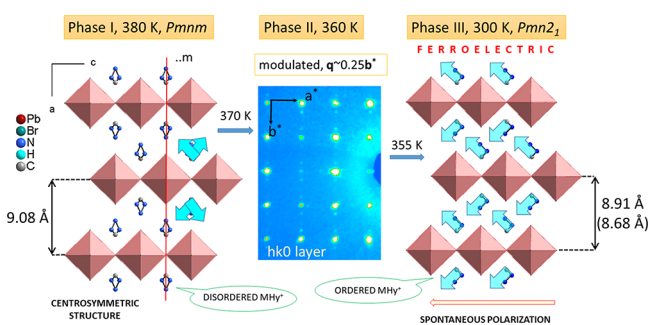 Phase I, 380 K, Pmnm
Phase II, 360 K
Phase III, 300 K, Pmn2₁
FERROELECTRIC
modulated, q~0.25b*
c
..m
a
a*
b*
370 K
355 K
Pb
Br
N
H
C
9.08 Å
8.91 Å
(8.68 Å)
hk0 layer
CENTROSYMMETRIC
STRUCTURE
DISORDERED MHy⁺
ORDERED MHy⁺
SPONTANEOUS POLARIZATION